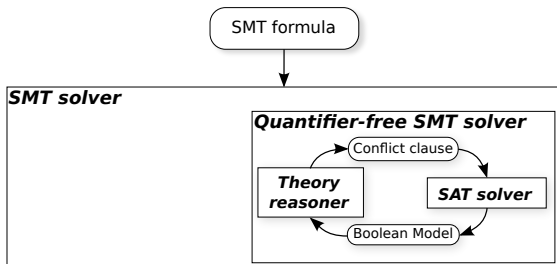 SMT formula
SMT solver
Quantifier-free SMT solver
Conflict clause
Theory
reasoner
SAT solver
Boolean Model